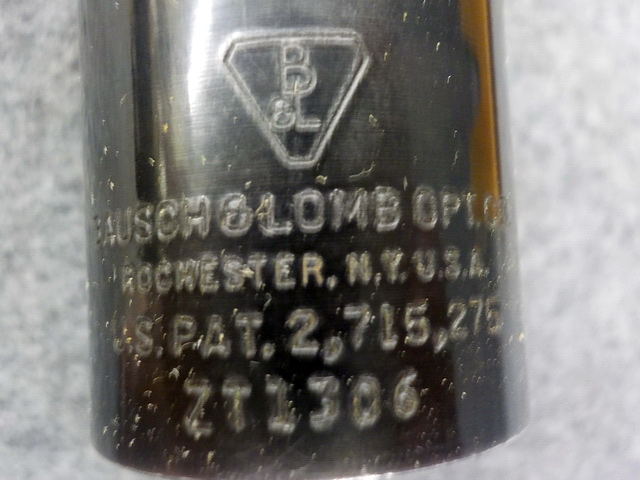 B
&L
BAUSCH & LOMB OPT. CO.
ROCHESTER, N.Y. U.S.A.
U.S. PAT. 2,715,275
ZT1306